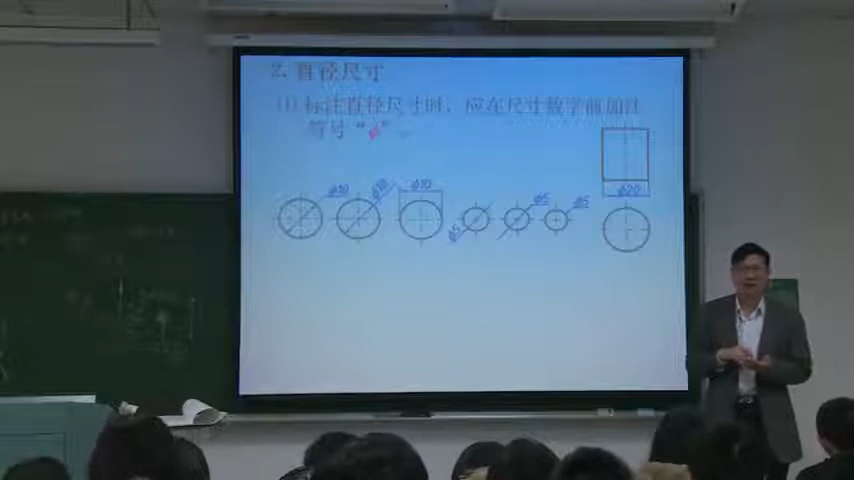 2. 直径尺寸
(1) 标注直径尺寸时，应在尺寸数字前加注
符号“φ”。
φ10 φ10 φ10 φ5 φ5 φ5 φ20